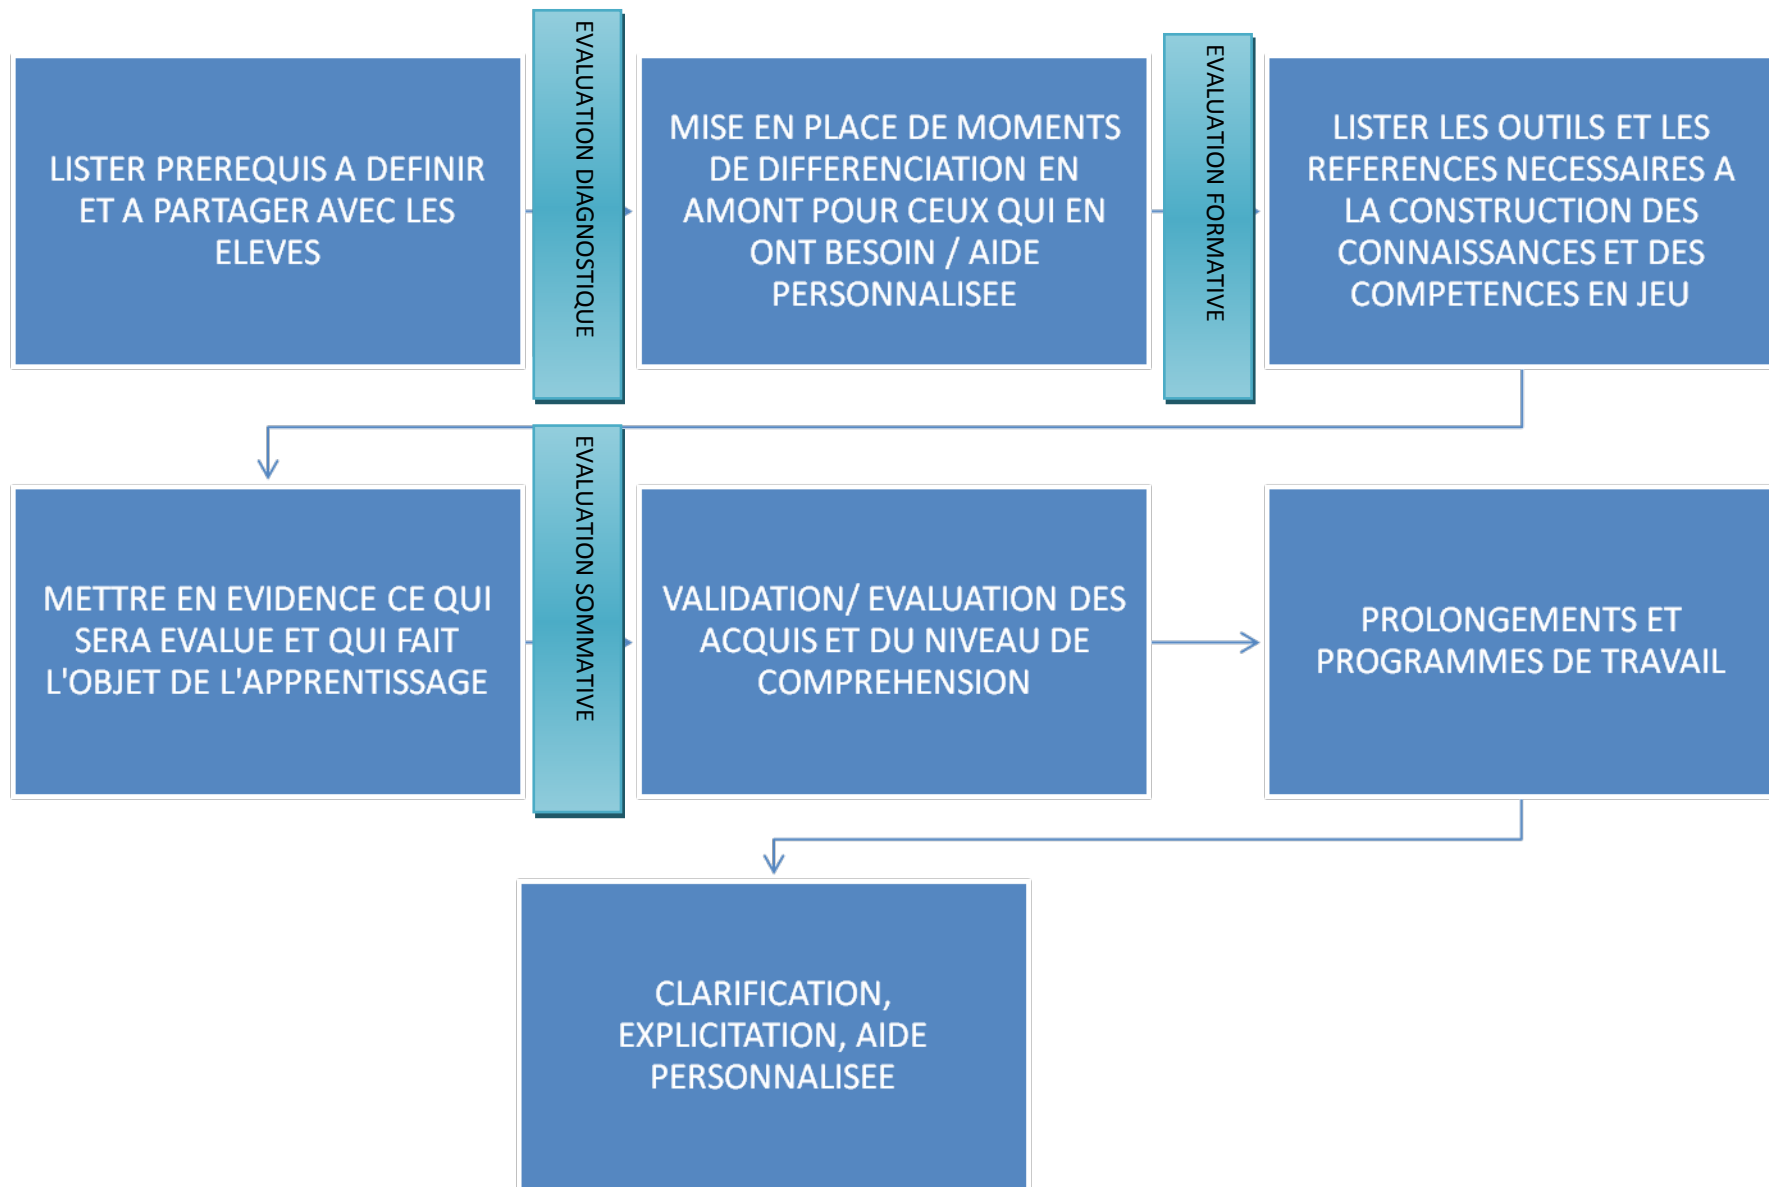 LISTER PREREQUIS A DEFINIR
ET A PARTAGER AVEC LES
ELEVES
EVALUATION DIAGNOSTIQUE
MISE EN PLACE DE MOMENTS
DE DIFFERENCIATION EN
AMONT POUR CEUX QUI EN
ONT BESOIN / AIDE
PERSONNALISEE
EVALUATION FORMATIVE
LISTER LES OUTILS ET LES
REFERENCES NECESSAIRES A
LA CONSTRUCTION DES
CONNAISSANCES ET DES
COMPETENCES EN JEU
METTRE EN EVIDENCE CE QUI
SERA EVALUE ET QUI FAIT
L'OBJET DE L'APPRENTISSAGE
EVALUATION SOMMATIVE
VALIDATION/ EVALUATION DES
ACQUIS ET DU NIVEAU DE
COMPREHENSION
PROLONGEMENTS ET
PROGRAMMES DE TRAVAIL
CLARIFICATION,
EXPLICITATION, AIDE
PERSONNALISEE